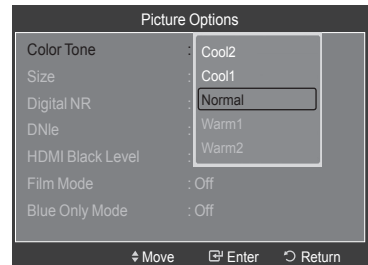 Picture Options
Color Tone :
Cool2
Size :
Cool1
Digital NR :
Normal
DNIe :
Warm1
HDMI Black Level :
Warm2
Film Mode : Off
Blue Only Mode : Off
Move Enter Return